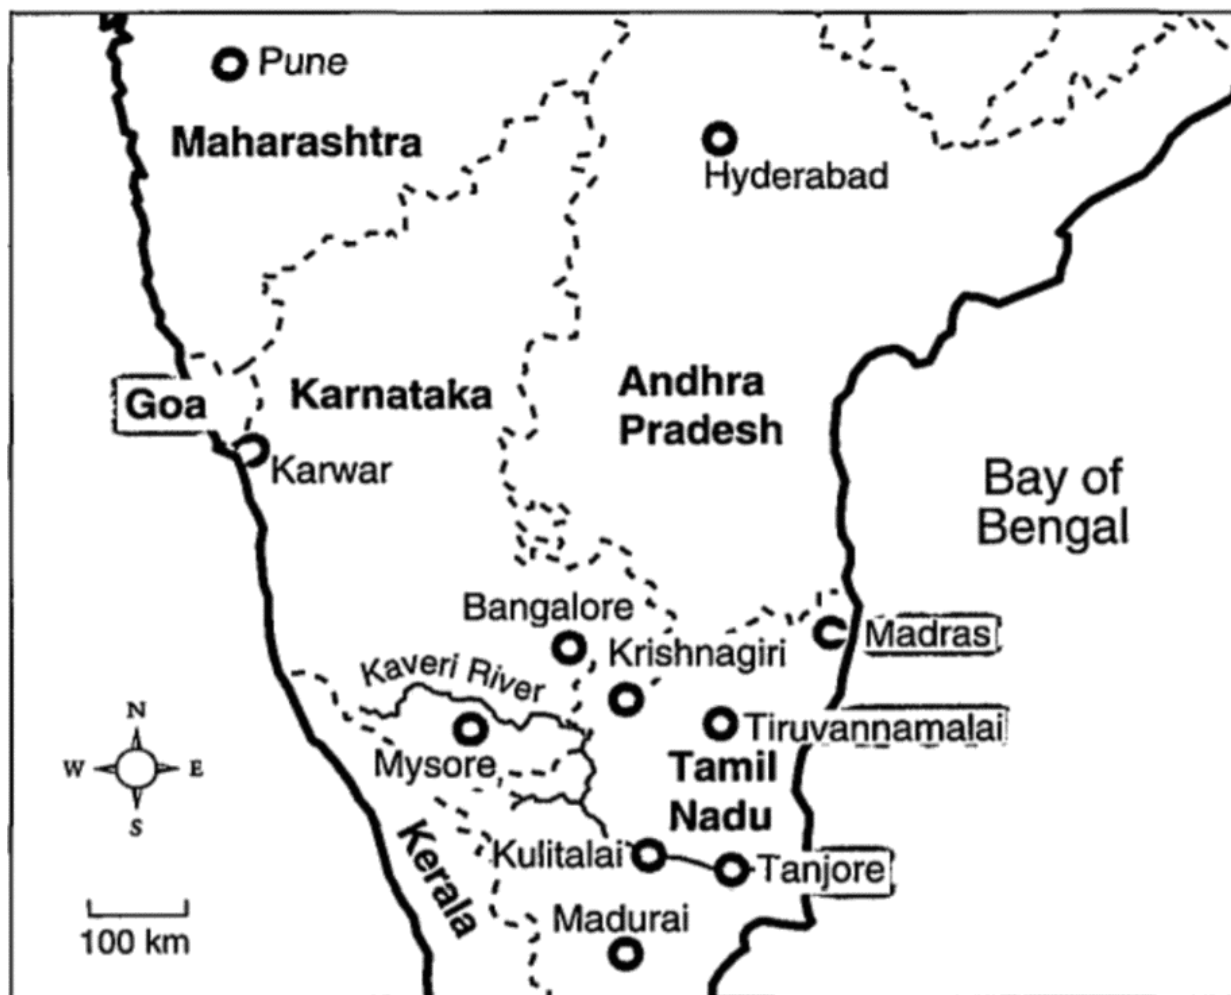 Pune
Maharashtra
Hyderabad
Goa
Karnataka
Andhra
Pradesh
Karwar
Bay of
Bengal
Bangalore
Krishnagiri
Madras
Kaveri River
Tiruvannamalai
Mysore
Tamil
Nadu
N
W E
S
Kerala
Kulitalai
Tanjore
Madurai
100 km